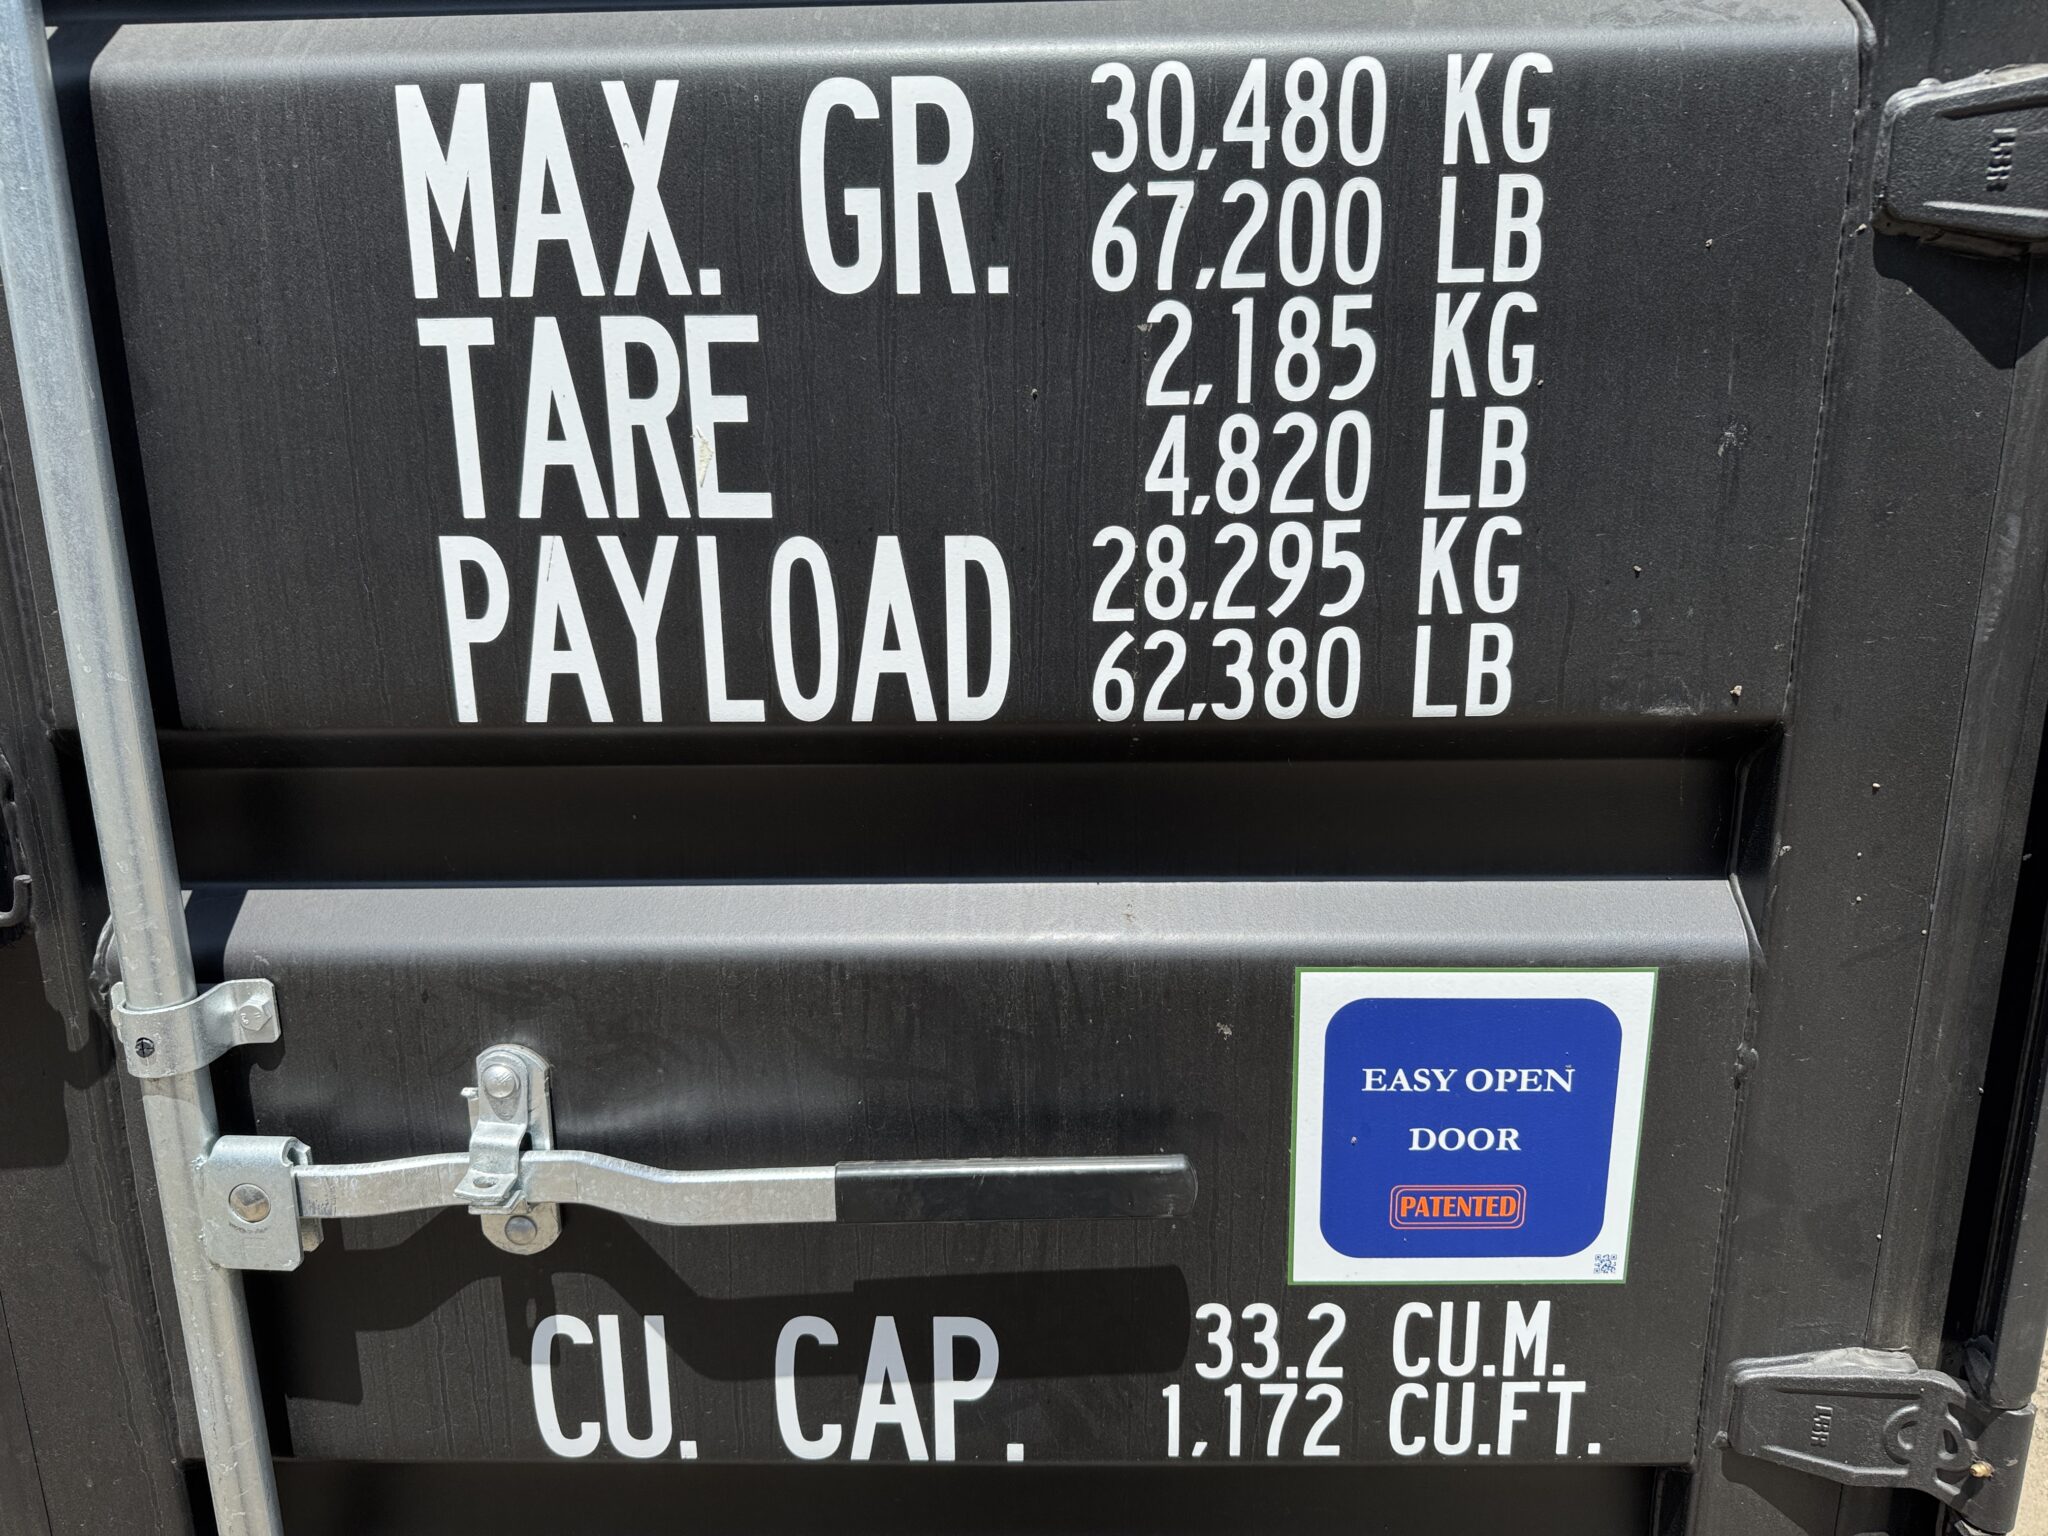 MAX. GR. 30,480 KG
67,200 LB
TARE 2,185 KG
4,820 LB
PAYLOAD 28,295 KG
62,380 LB
EASY OPEN™
DOOR
PATENTED
CU. CAP. 33.2 CU.M.
1,172 CU.FT.